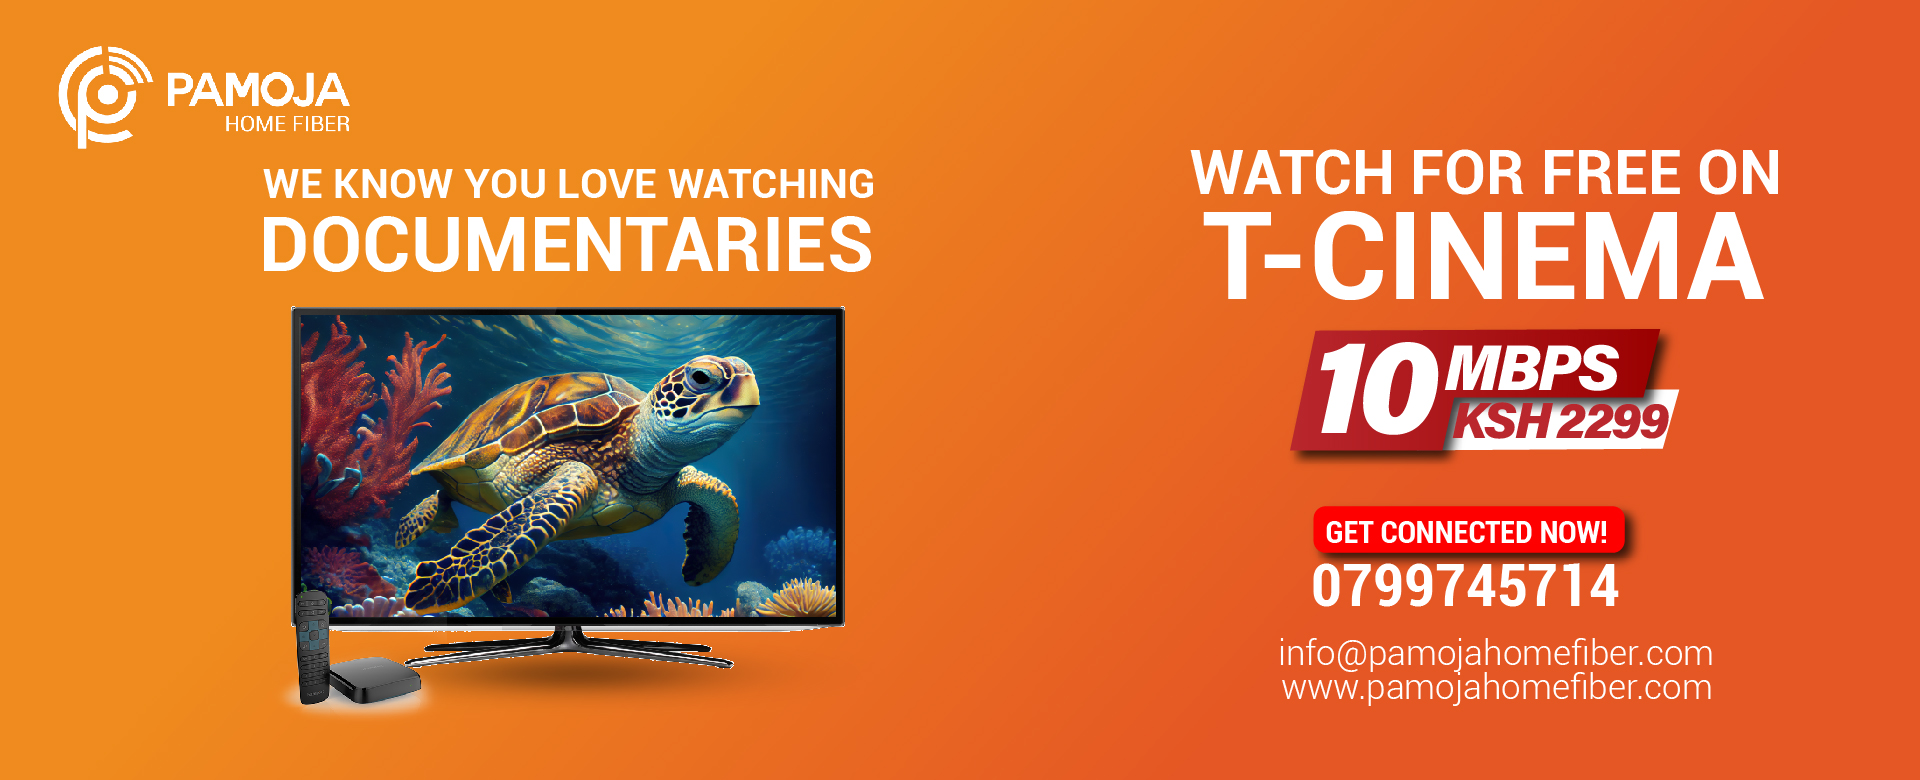 PAMOJA
HOME FIBER
WE KNOW YOU LOVE WATCHING
DOCUMENTARIES
WATCH FOR FREE ON
T-CINEMA
10 MBPS
KSH 2299
GET CONNECTED NOW!
0799745714
info@pamojahomefiber.com
www.pamojahomefiber.com